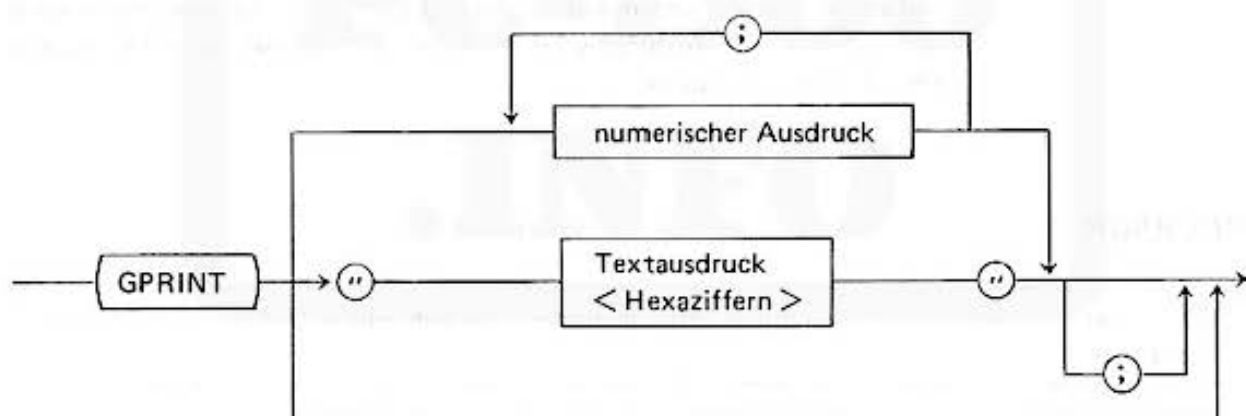 ;
numerischer Ausdruck
GPRINT
"
Textausdruck
< Hexaziffern >
"
;